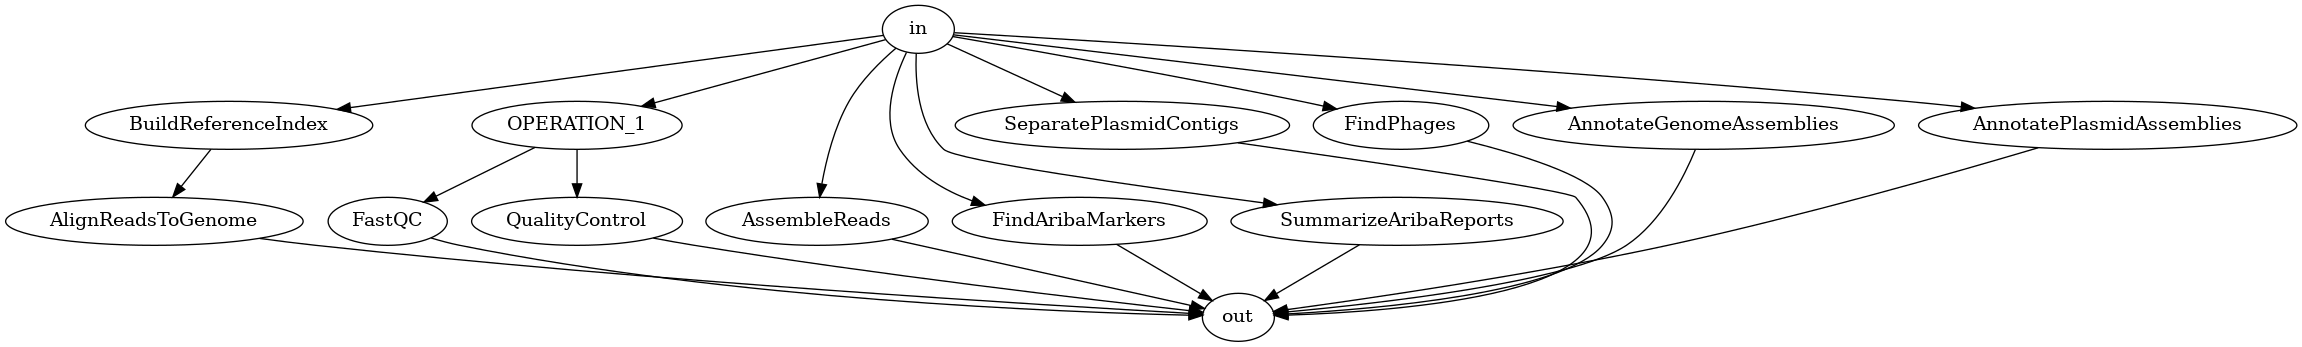 in
BuildReferenceIndex
OPERATION_1
SeparatePlasmidContigs
FindPhages
AnnotateGenomeAssemblies
AnnotatePlasmidAssemblies
AlignReadsToGenome
FastQC
QualityControl
AssembleReads
FindAribaMarkers
SummarizeAribaReports
out